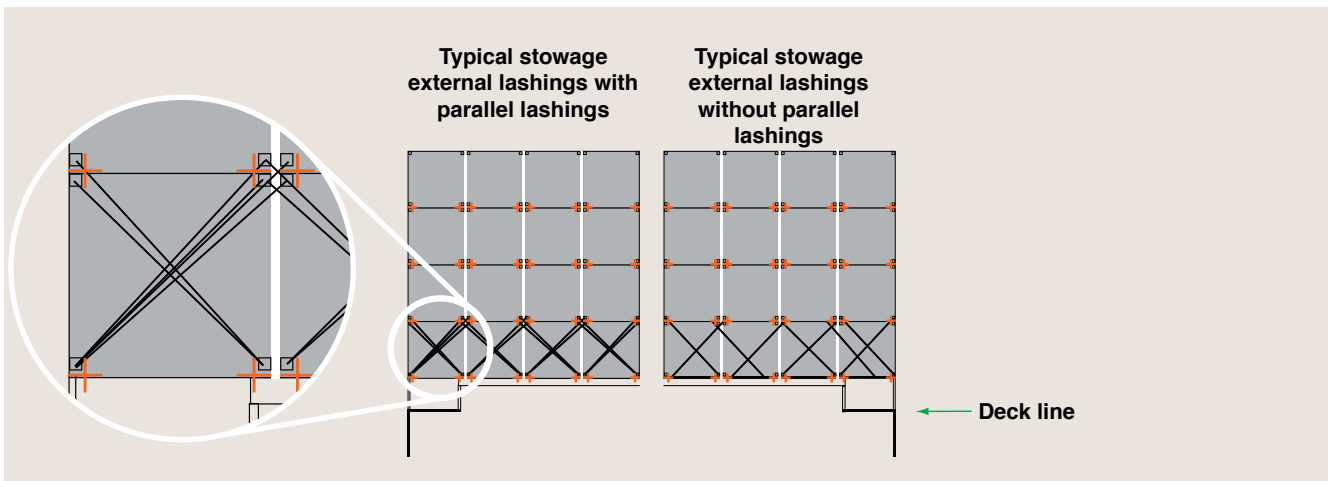 Typical stowage
external lashings with
parallel lashings
Typical stowage
external lashings
without parallel
lashings
Deck line